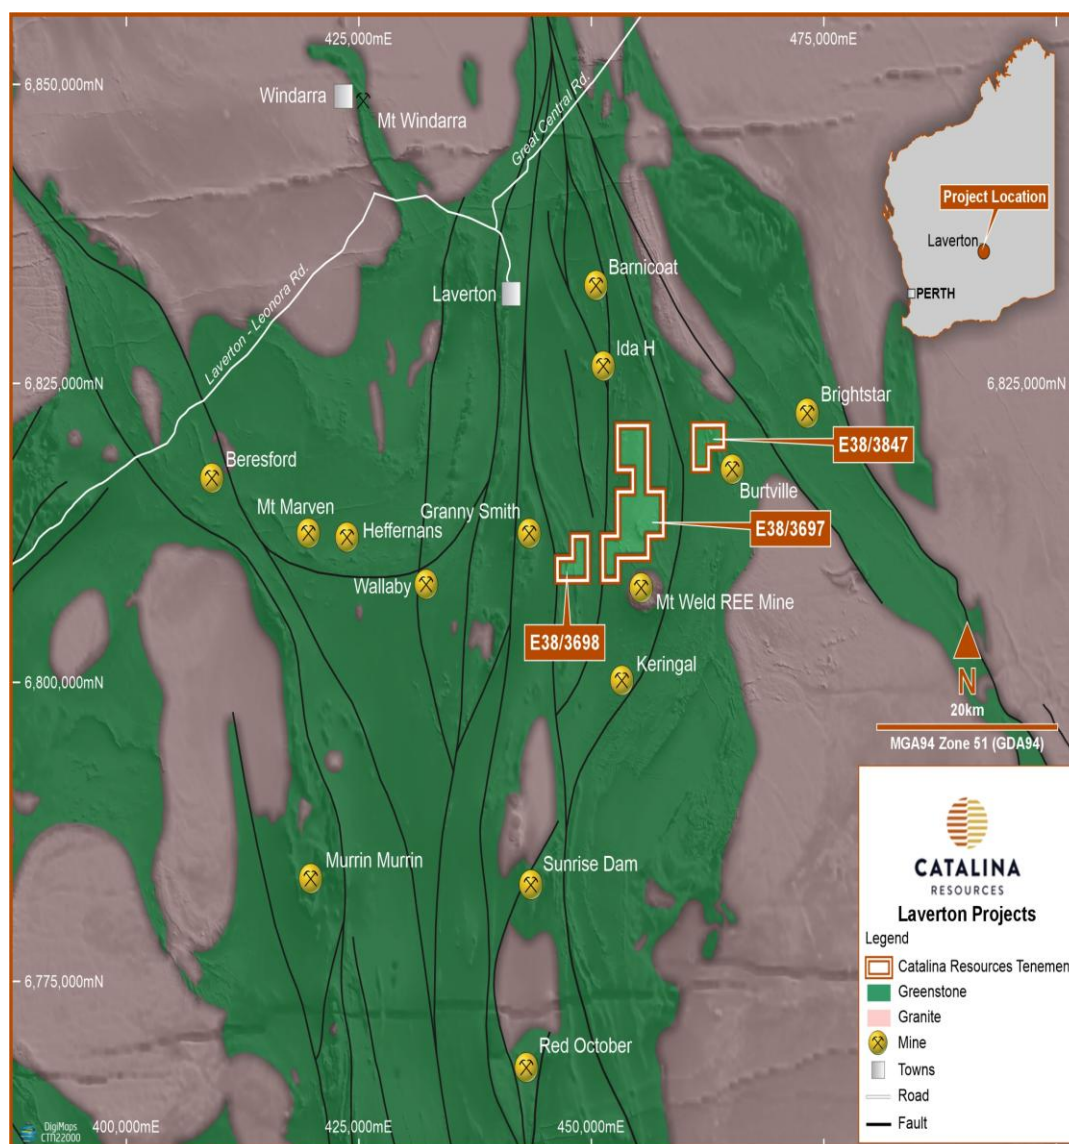 425,000mE
475,000mE
6,850,000mN
Windarra
Mt Windarra
Great Central Rd.
Project Location
Laverton
PERTH
Laverton - Leonora Rd.
Laverton
Barnicoat
Ida H
6,825,000mN
6,825,000mN
Brightstar
E38/3847
Beresford
Burtville
Mt Marven
Heffernans
Granny Smith
E38/3697
Wallaby
Mt Weld REE Mine
E38/3698
Keringal
6,800,000mN
N
20km
MGA94 Zone 51 (GDA94)
CATALINA
RESOURCES
Laverton Projects
Legend
Catalina Resources Tenement
Greenstone
Granite
Mine
Towns
Road
Fault
Murrin Murrin
Sunrise Dam
6,775,000mN
Red October
DigiMaps
CTN22000
400,000mE
425,000mE
450,000mE